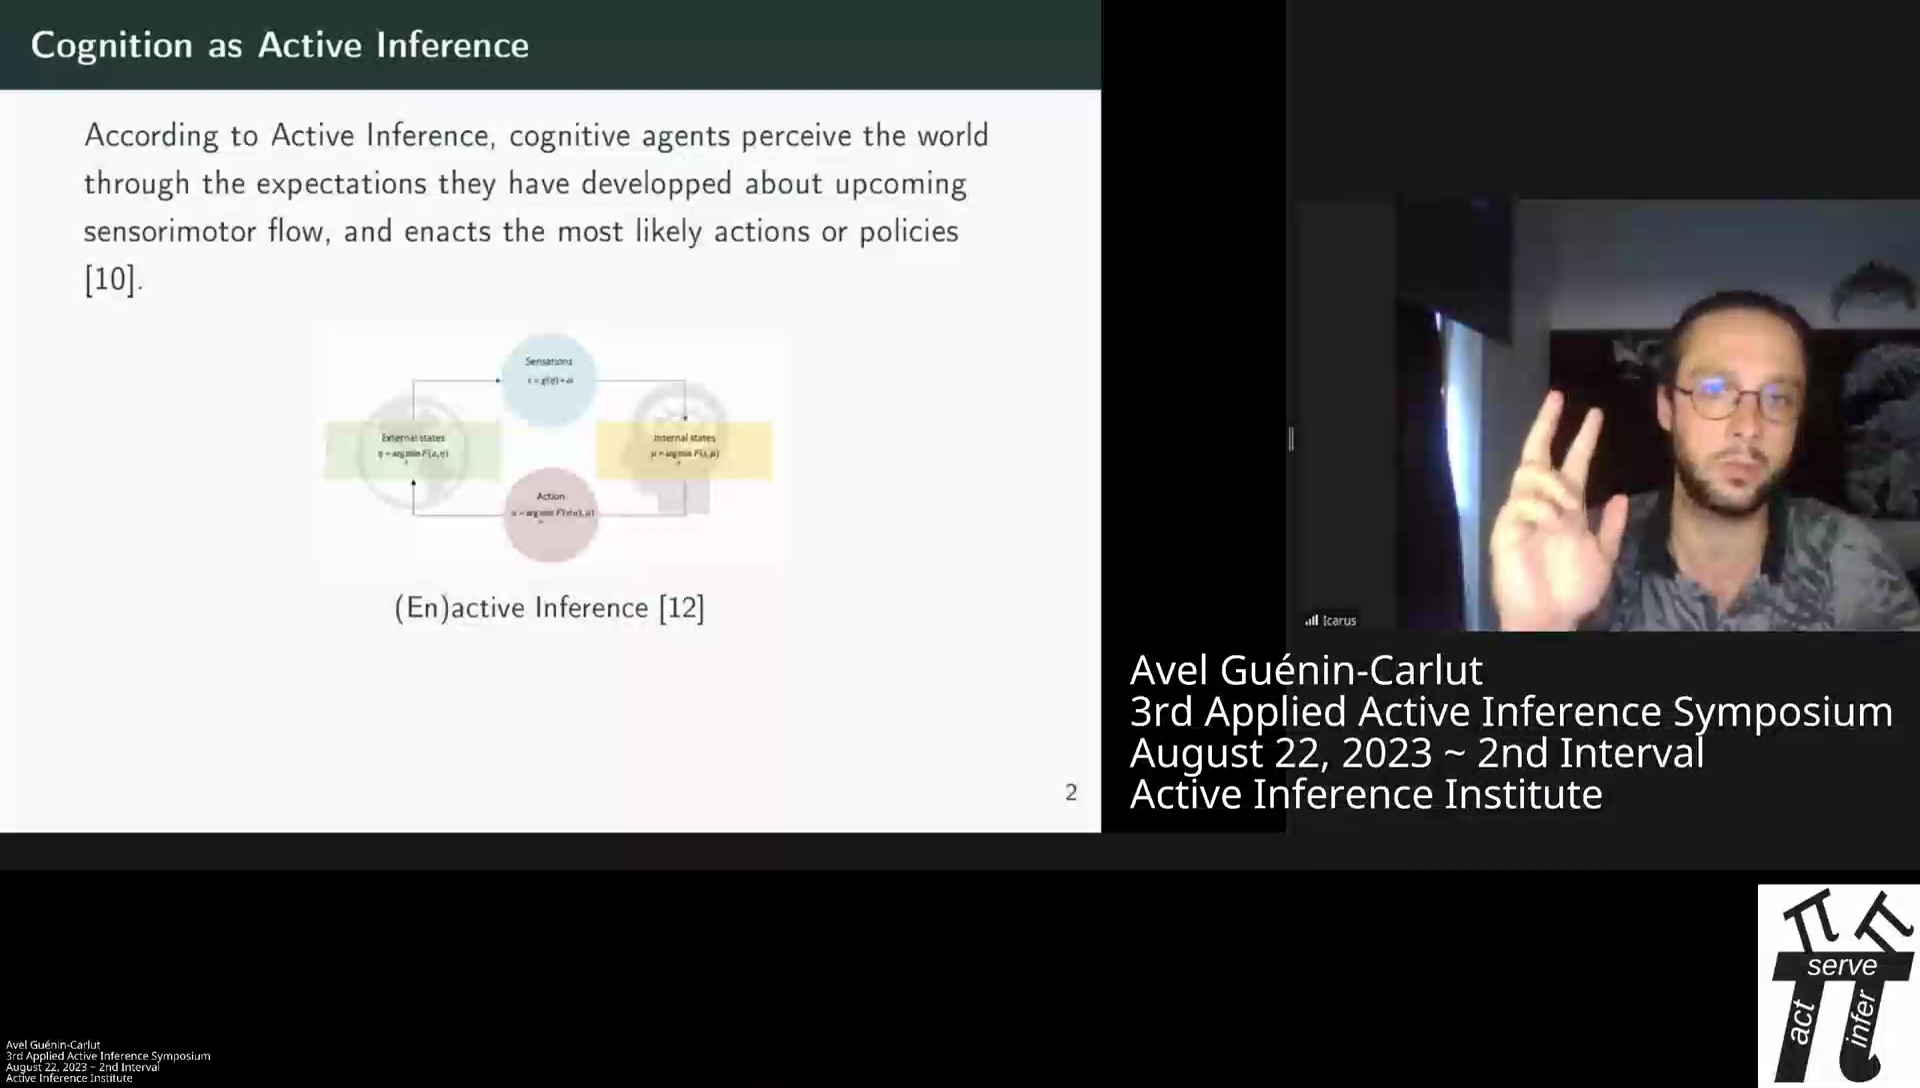 Cognition as Active Inference
According to Active Inference, cognitive agents perceive the world
through the expectations they have developped about upcoming
sensorimotor flow, and enacts the most likely actions or policies
[10].
Sensations
External states
Internal states
Action
(En)active Inference [12]
2
Icarus
Avel Guénin-Carlut
3rd Applied Active Inference Symposium
August 22, 2023 ~ 2nd Interval
Active Inference Institute
serve
act
infer
Avel Guénin-Carlut
3rd Applied Active Inference Symposium
August 22, 2023 ~ 2nd Interval
Active Inference Institute